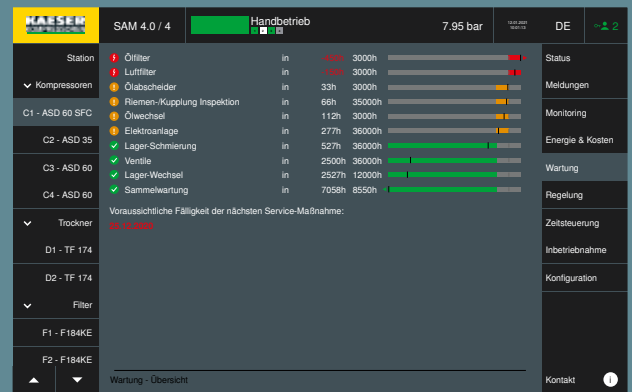 KAESER
KOMPRESSOREN
SAM 4.0 / 4
Handbetrieb
7.95 bar
DE
2
Station
Kompressoren
C1 - ASD 60 SFC
C2 - ASD 35
C3 - ASD 60
C4 - ASD 60
Trockner
D1 - TF 174
D2 - TF 174
Filter
F1 - F184KE
F2 - F184KE
Ölfilter in 3000h
Luftfilter in 3000h
Ölabscheider in 33h 3000h
Riemen-/Kupplung Inspektion in 66h 35000h
Ölwechsel in 112h 3000h
Elektroanlage in 277h 36000h
Lager-Schmierung in 527h 36000h
Ventile in 2500h 36000h
Lager-Wechsel in 2527h 12000h
Sammelwartung in 7058h 8550h
Voraussichtliche Fälligkeit der nächsten Service-Maßnahme:
Wartung - Übersicht
Status
Meldungen
Monitoring
Energie & Kosten
Wartung
Regelung
Zeitsteuerung
Inbetriebnahme
Konfiguration
Kontakt i